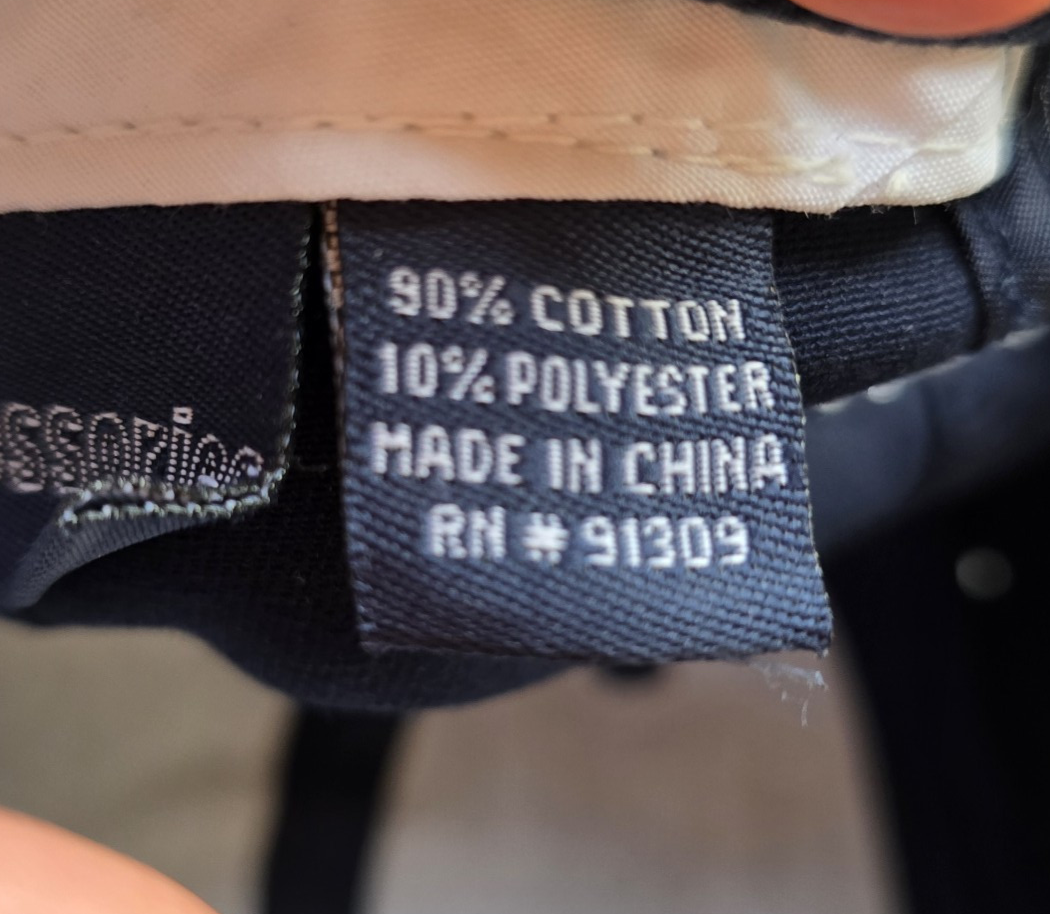 90% COTTON
10% POLYESTER
MADE IN CHINA
RN # 91309